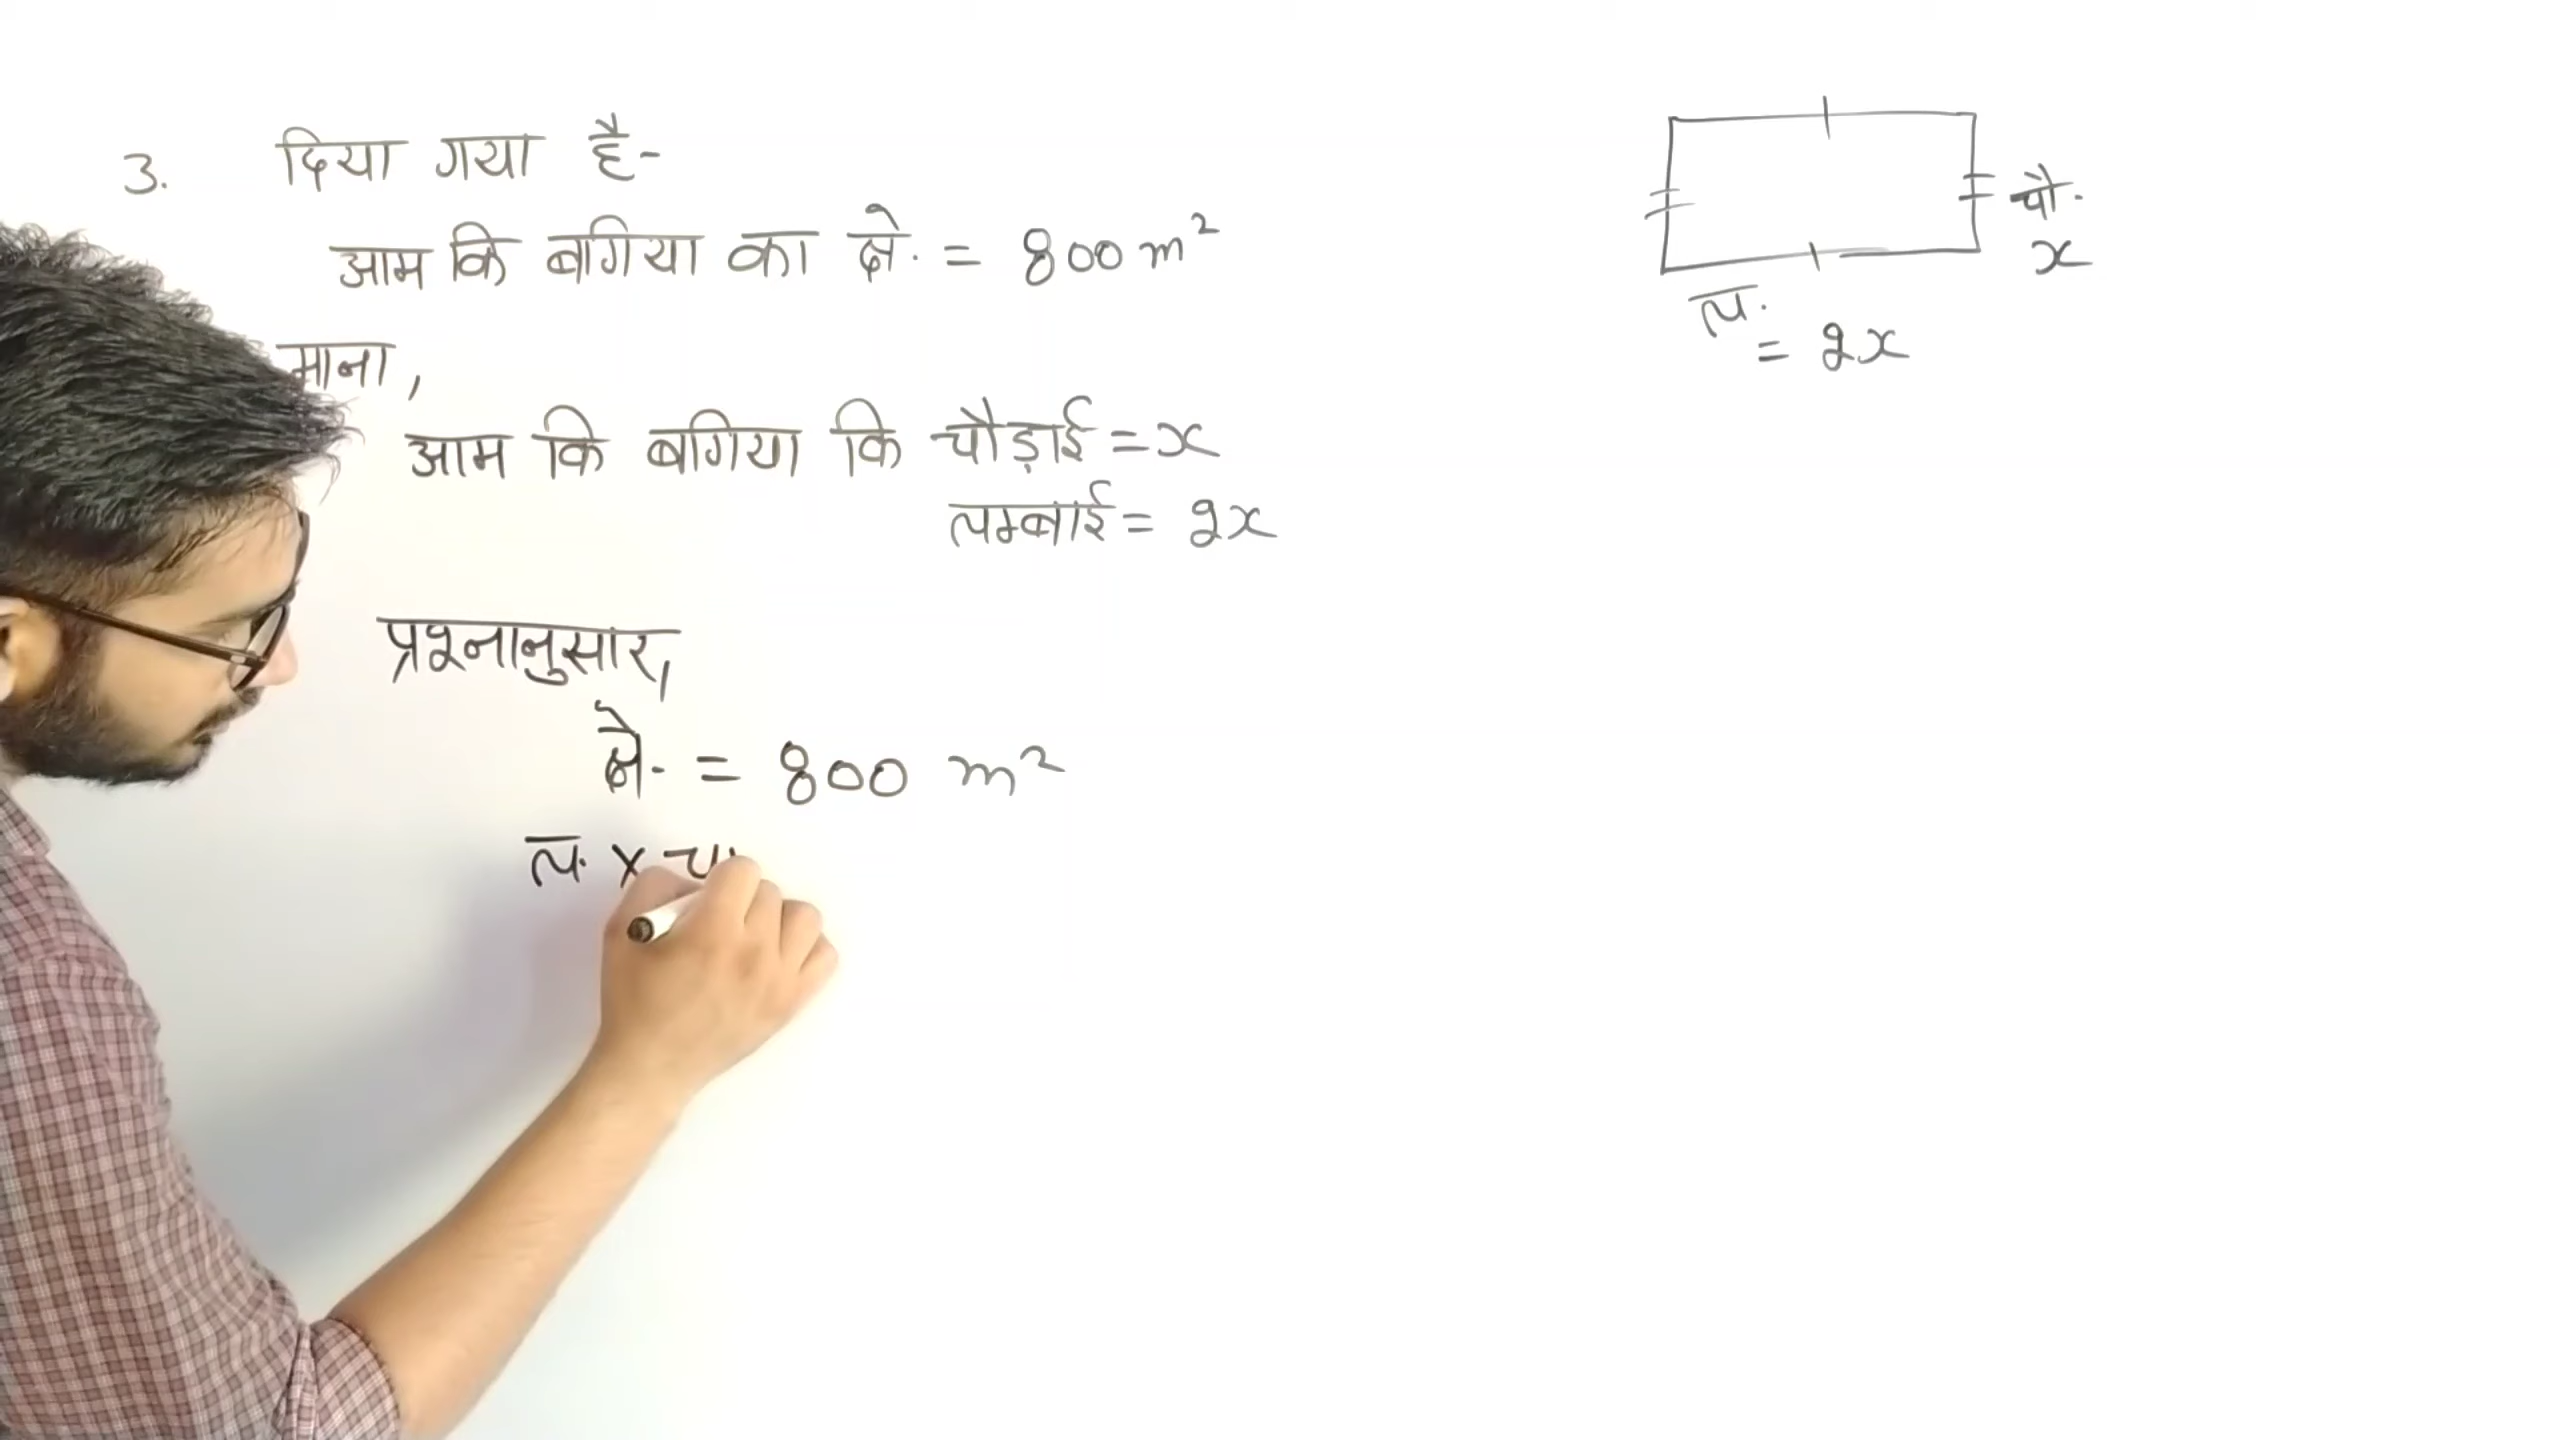 3. दिया गया है-
आम कि बगिया का क्षे. = 800 m²
माना,
आम कि बगिया कि चौड़ाई = x
लम्बाई = 2x
प्रश्नानुसार,
क्षे. = 800 m²
ल. ×
चौ.
x
ल.
= 2x